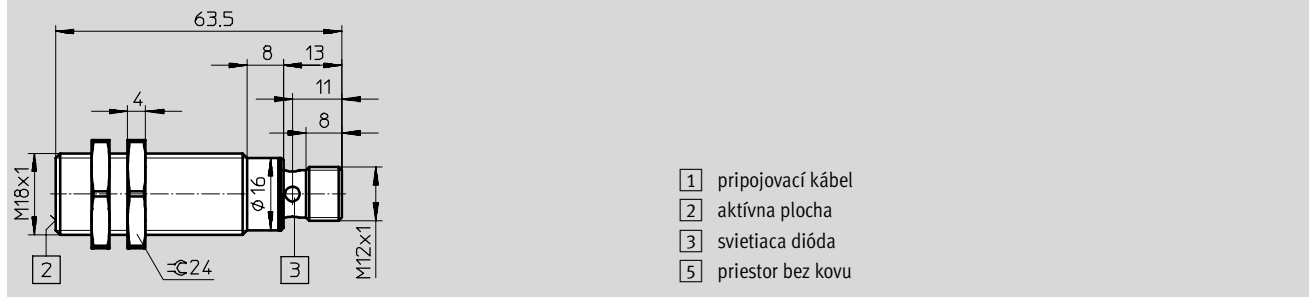 63.5
8
13
11
4
8
M18x1
ø16
M12x1
2
24
3
1 pripojovací kábel
2 aktívna plocha
3 svietiaca dióda
5 priestor bez kovu